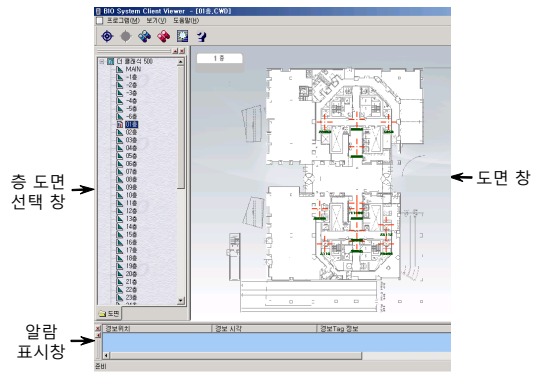 BIO System Client Viewer - [01층.CWD]
프로그램(M) 보기(V) 도움말(H)
더 클래식 500
MAIN
-1층
-2층
-3층
-4층
-5층
-6층
01층
02층
03층
04층
05층
06층
07층
08층
09층
10층
11층
12층
13층
14층
15층
16층
17층
18층
19층
20층
21층
22층
23층
도면
1 층
층 도면
선택 창
도면 창
알람
표시창
경보위치 경보 시각 경보Tag 정보
준비